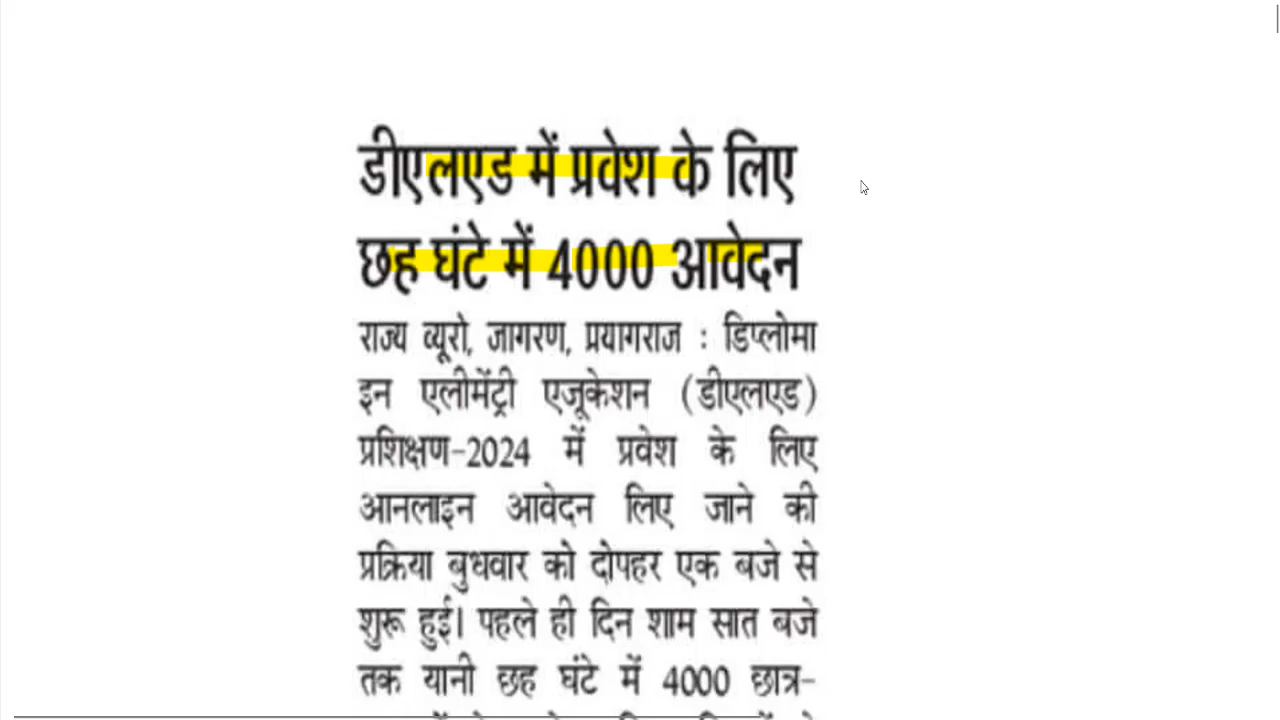 डीएलएड में प्रवेश के लिए
छह घंटे में 4000 आवेदन
राज्य ब्यूरो, जागरण, प्रयागराज : डिप्लोमा
इन एलीमेंट्री एजूकेशन (डीएलएड)
प्रशिक्षण-2024 में प्रवेश के लिए
आनलाइन आवेदन लिए जाने की
प्रक्रिया बुधवार को दोपहर एक बजे से
शुरू हुई। पहले ही दिन शाम सात बजे
तक यानी छह घंटे में 4000 छात्र-